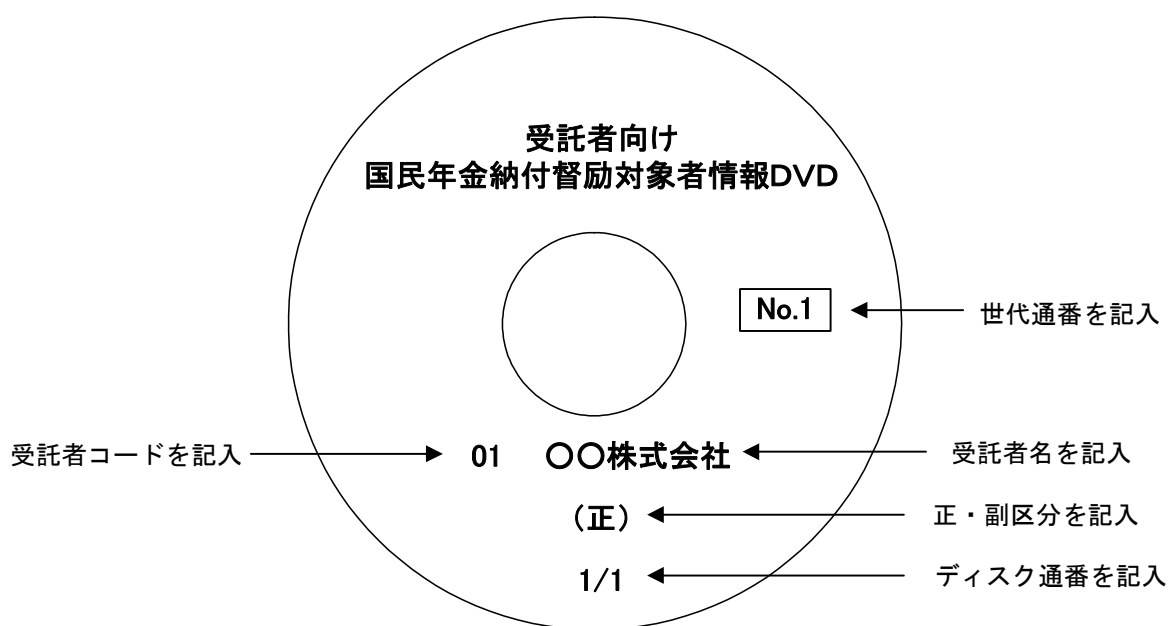 受託者向け
国民年金納付督励対象者情報DVD
No.1
世代通番を記入
受託者コードを記入
01 〇〇株式会社
受託者名を記入
（正）
正・副区分を記入
1/1
ディスク通番を記入